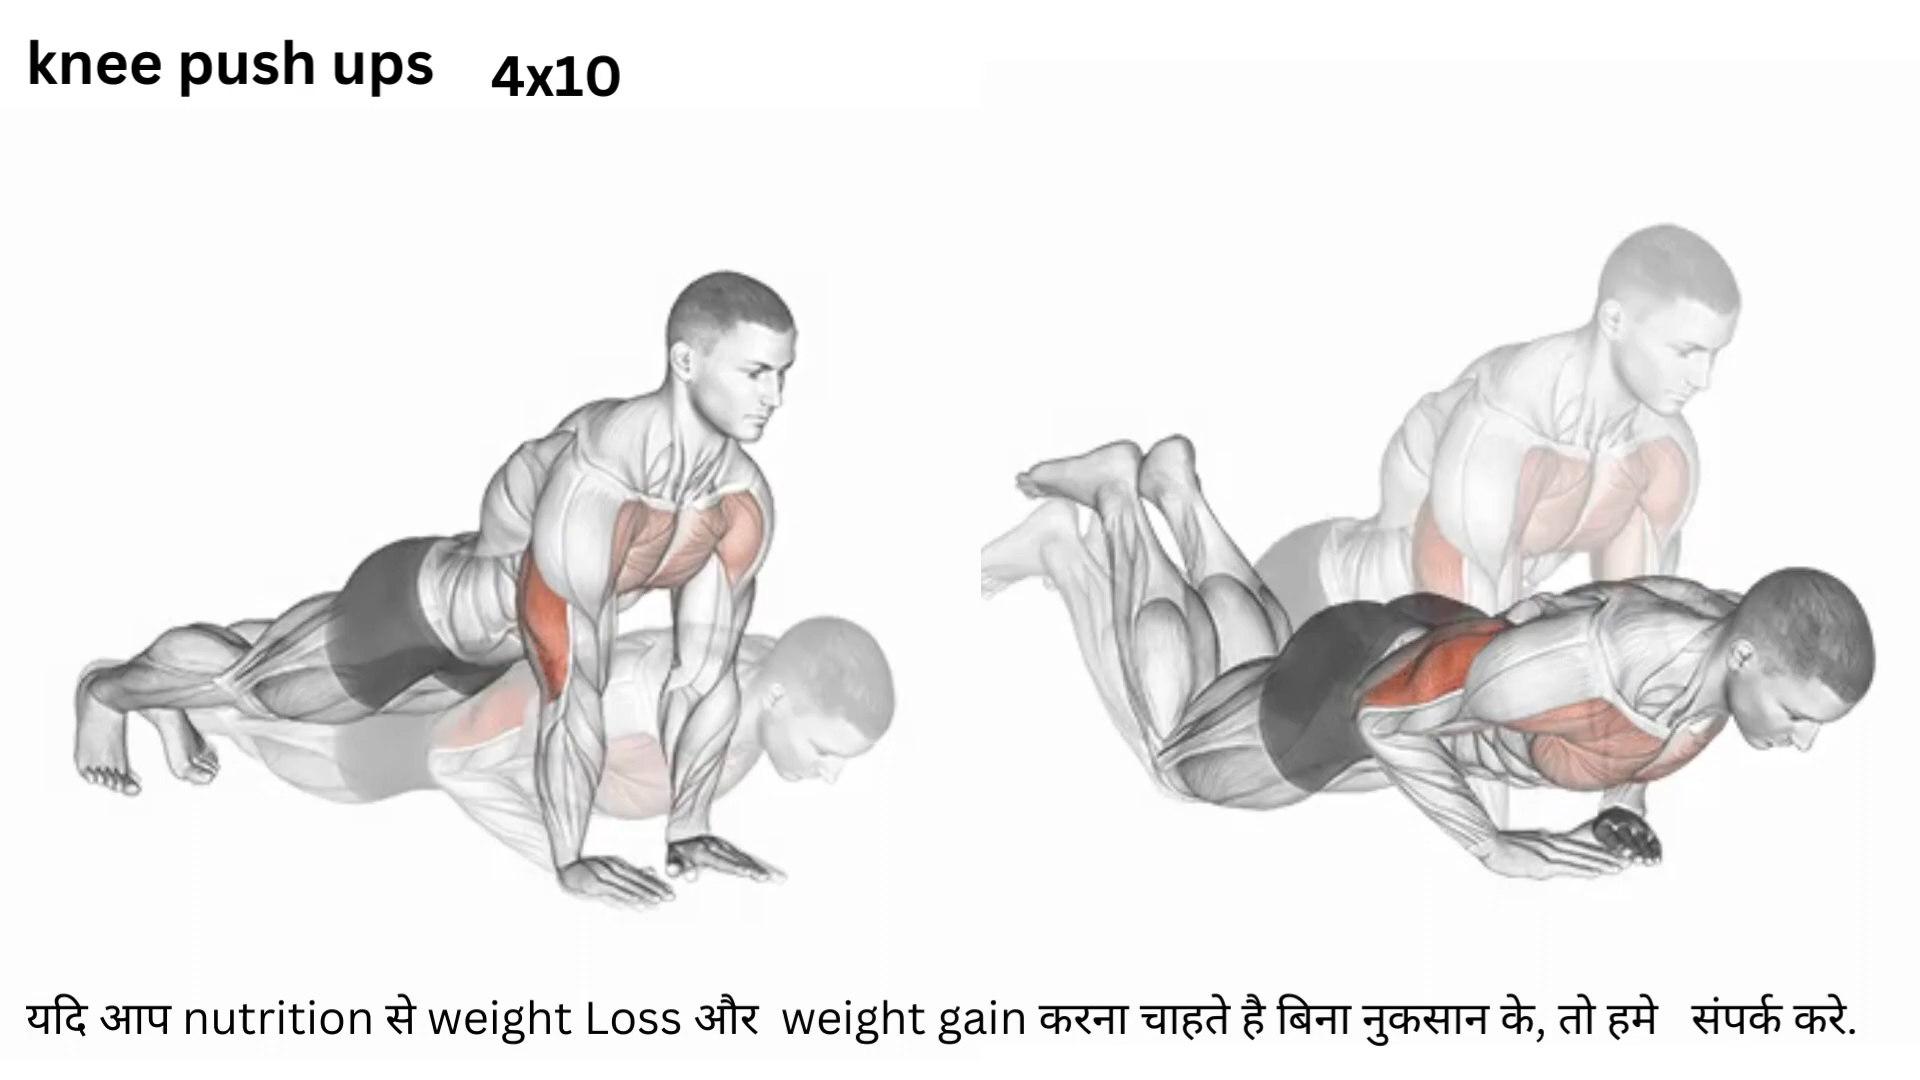 knee push ups 4x10
यदि आप nutrition से weight Loss और weight gain करना चाहते है बिना नुकसान के, तो हमे संपर्क करे.